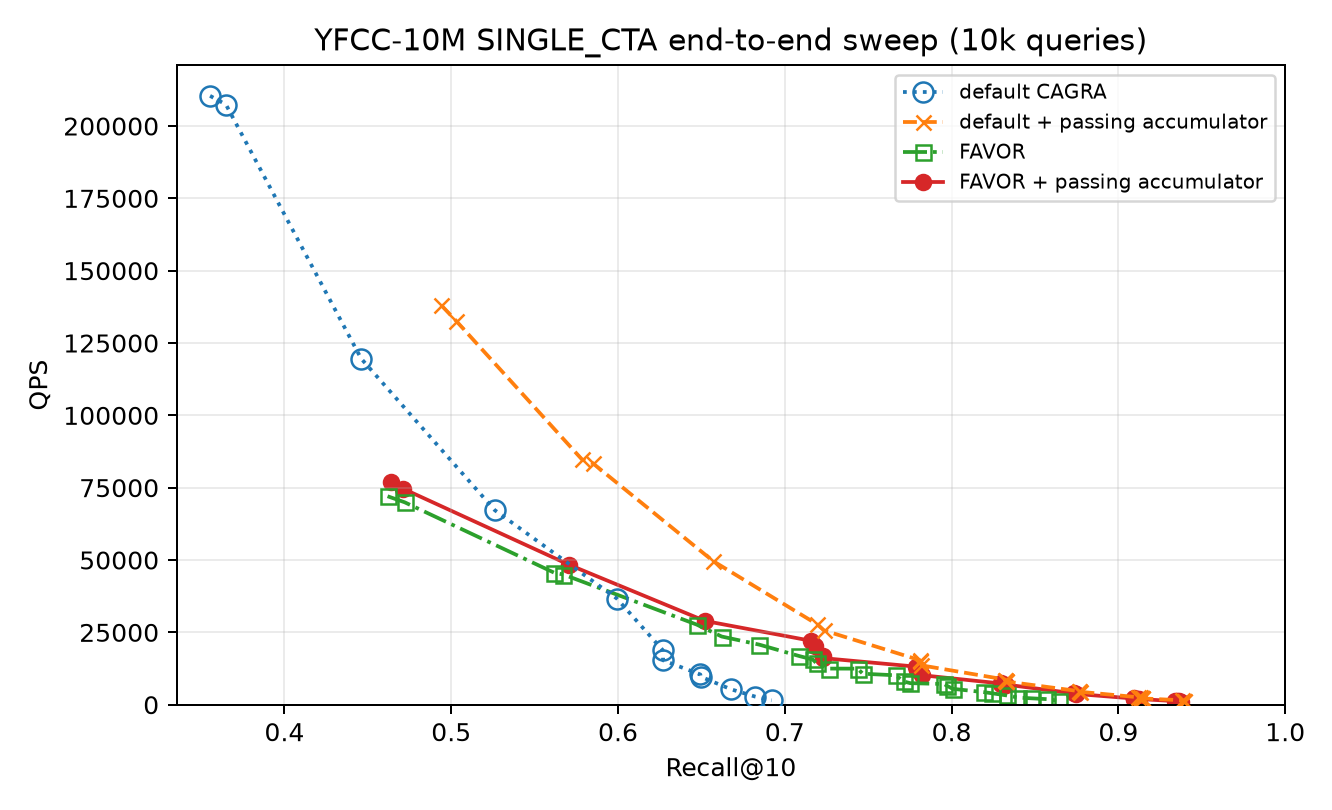 YFCC-10M SINGLE_CTA end-to-end sweep (10k queries)
default CAGRA
default + passing accumulator
FAVOR
FAVOR + passing accumulator
QPS
200000
175000
150000
125000
100000
75000
50000
25000
0
0.4 0.5 0.6 0.7 0.8 0.9 1.0
Recall@10